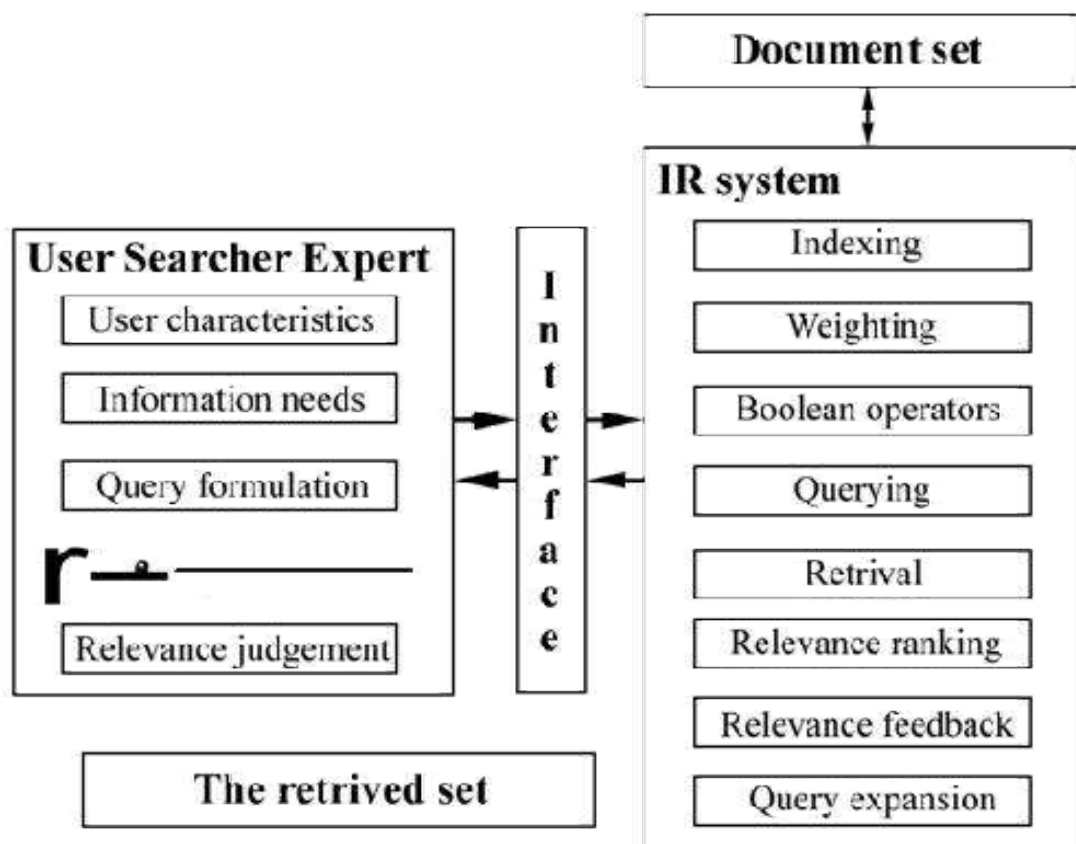 Document set
IR system
Indexing
Weighting
Boolean operators
Querying
Retrival
Relevance ranking
Relevance feedback
Query expansion
User Searcher Expert
User characteristics
Information needs
Query formulation
Relevance judgement
Interface
The retrived set